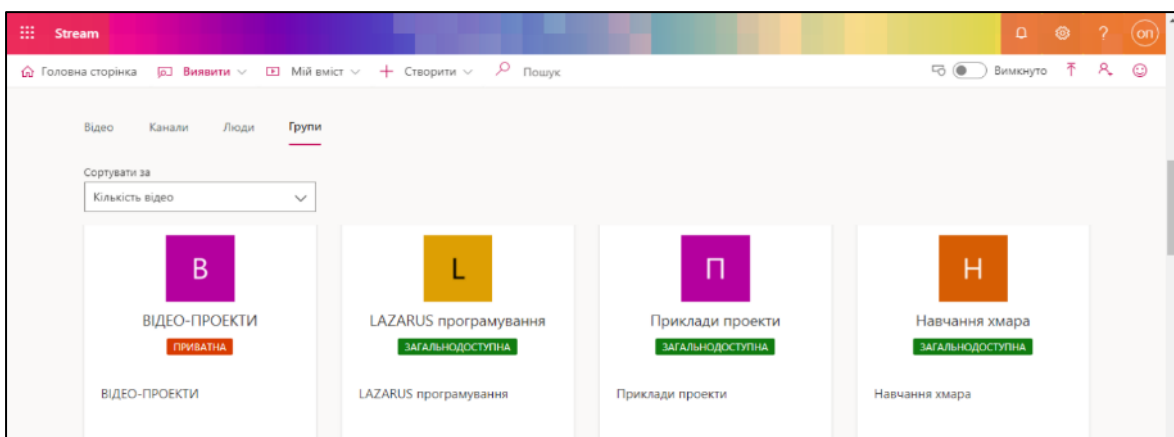 Stream
? оп
Головна сторінка Виявити Мій вміст Створити Пошук Вимкнуто
Відео Канали Люди Групи
Сортувати за
Кількість відео
В L П Н
ВІДЕО-ПРОЕКТИ LAZARUS програмування Приклади проекти Навчання хмара
ПРИВАТНА ЗАГАЛЬНОДОСТУПНА ЗАГАЛЬНОДОСТУПНА ЗАГАЛЬНОДОСТУПНА
ВІДЕО-ПРОЕКТИ LAZARUS програмування Приклади проекти Навчання хмара